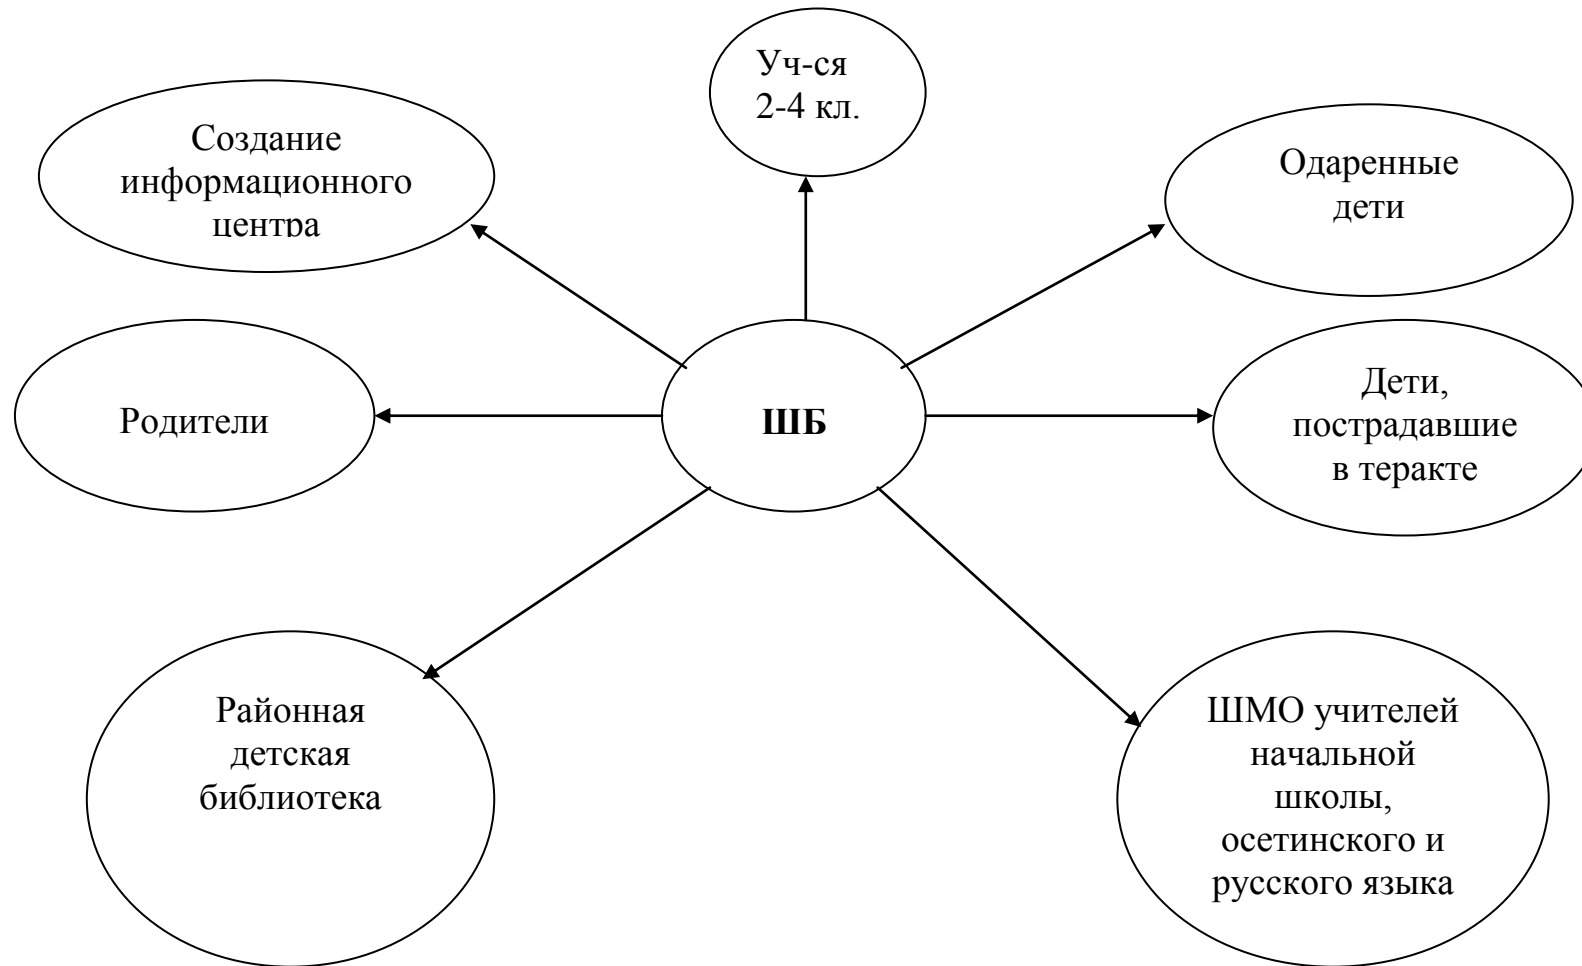 Уч-ся
2-4 кл.
Создание
информационного
центра
Одаренные
дети
Родители
ШБ
Дети,
пострадавшие
в теракте
Районная
детская
библиотека
ШМО учителей
начальной
школы,
осетинского и
русского языка